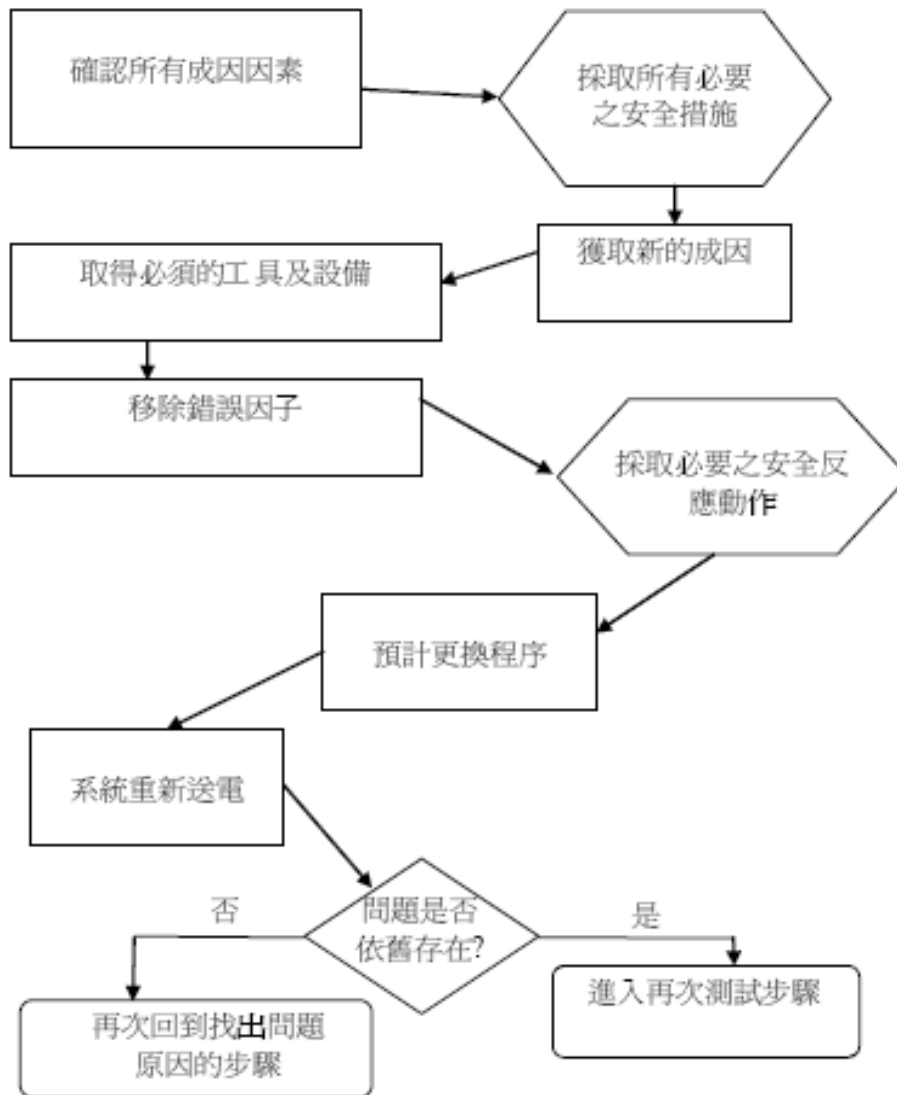 確認所有成因因素
採取所有必要
之安全措施
獲取新的成因
取得必須的工具及設備
移除錯誤因子
採取必要之安全反
應動作
預計更換程序
系統重新送電
問題是否
依舊存在?
否
是
再次回到找出問題
原因的步驟
進入再次測試步驟